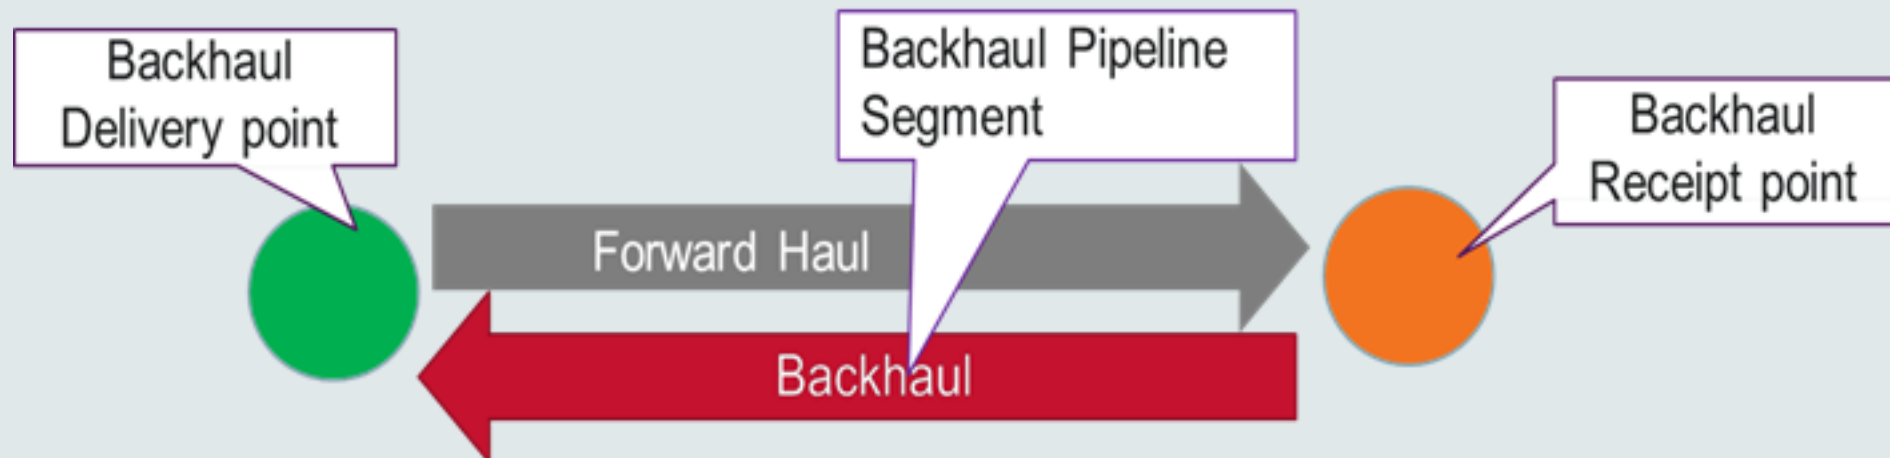 Backhaul
Delivery point
Backhaul Pipeline
Segment
Backhaul
Receipt point
Forward Haul
Backhaul